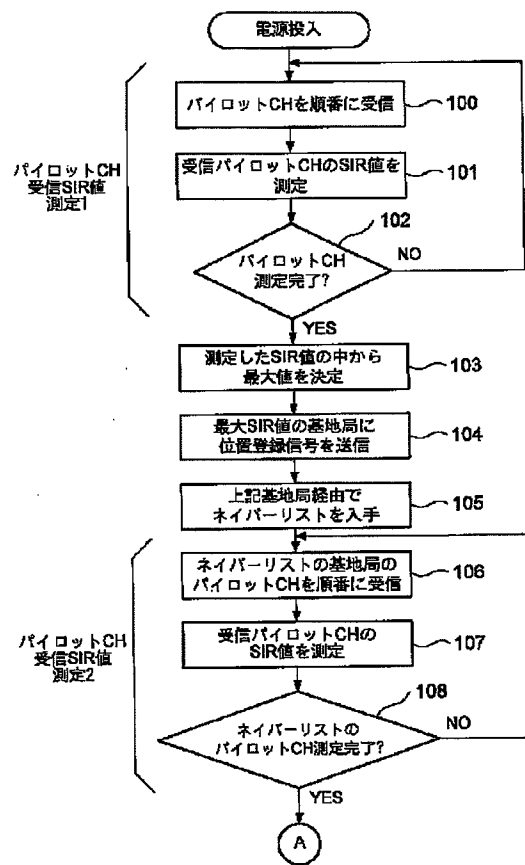 電源投入
パイロットCHを順番に受信
100
パイロットCH
受信SIR値
測定1
受信パイロットCHのSIR値を
測定
101
102
パイロットCH
測定完了?
NO
YES
測定したSIR値の中から
最大値を決定
103
最大SIR値の基地局に
位置登録信号を送信
104
上記基地局経由で
ネイバーリストを入手
105
ネイバーリストの基地局の
パイロットCHを順番に受信
106
パイロットCH
受信SIR値
測定2
受信パイロットCHの
SIR値を測定
107
108
ネイバーリストの
パイロットCH測定完了?
NO
YES
A